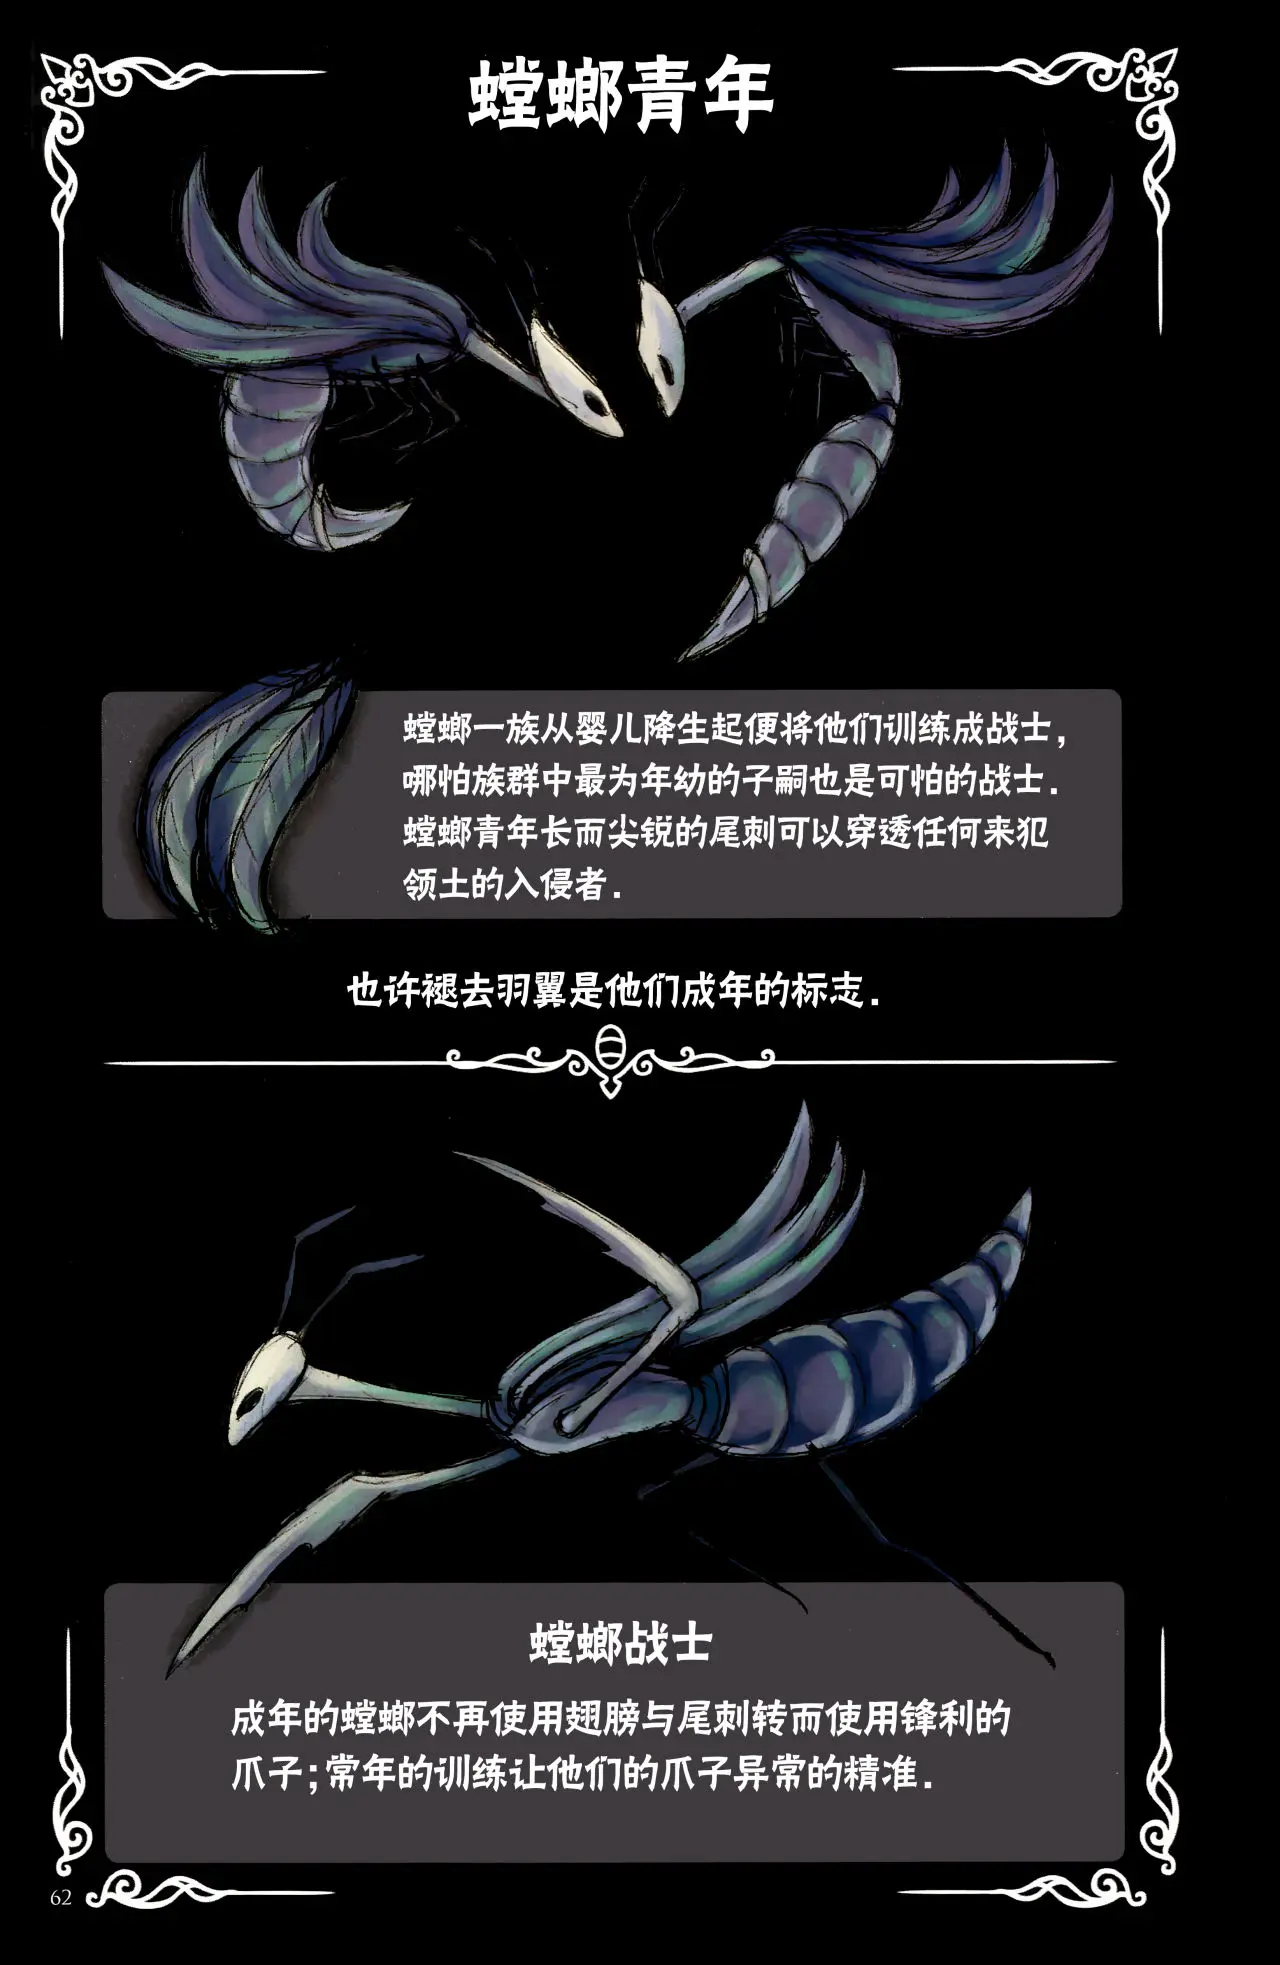 螳螂青年
螳螂一族从婴儿降生起便将他们训练成战士，
哪怕族群中最为年幼的子嗣也是可怕的战士.
螳螂青年长而尖锐的尾刺可以穿透任何来犯
领土的入侵者.
也许褪去羽翼是他们成年的标志.
螳螂战士
成年的螳螂不再使用翅膀与尾刺转而使用锋利的
爪子;常年的训练让他们的爪子异常的精准.
62